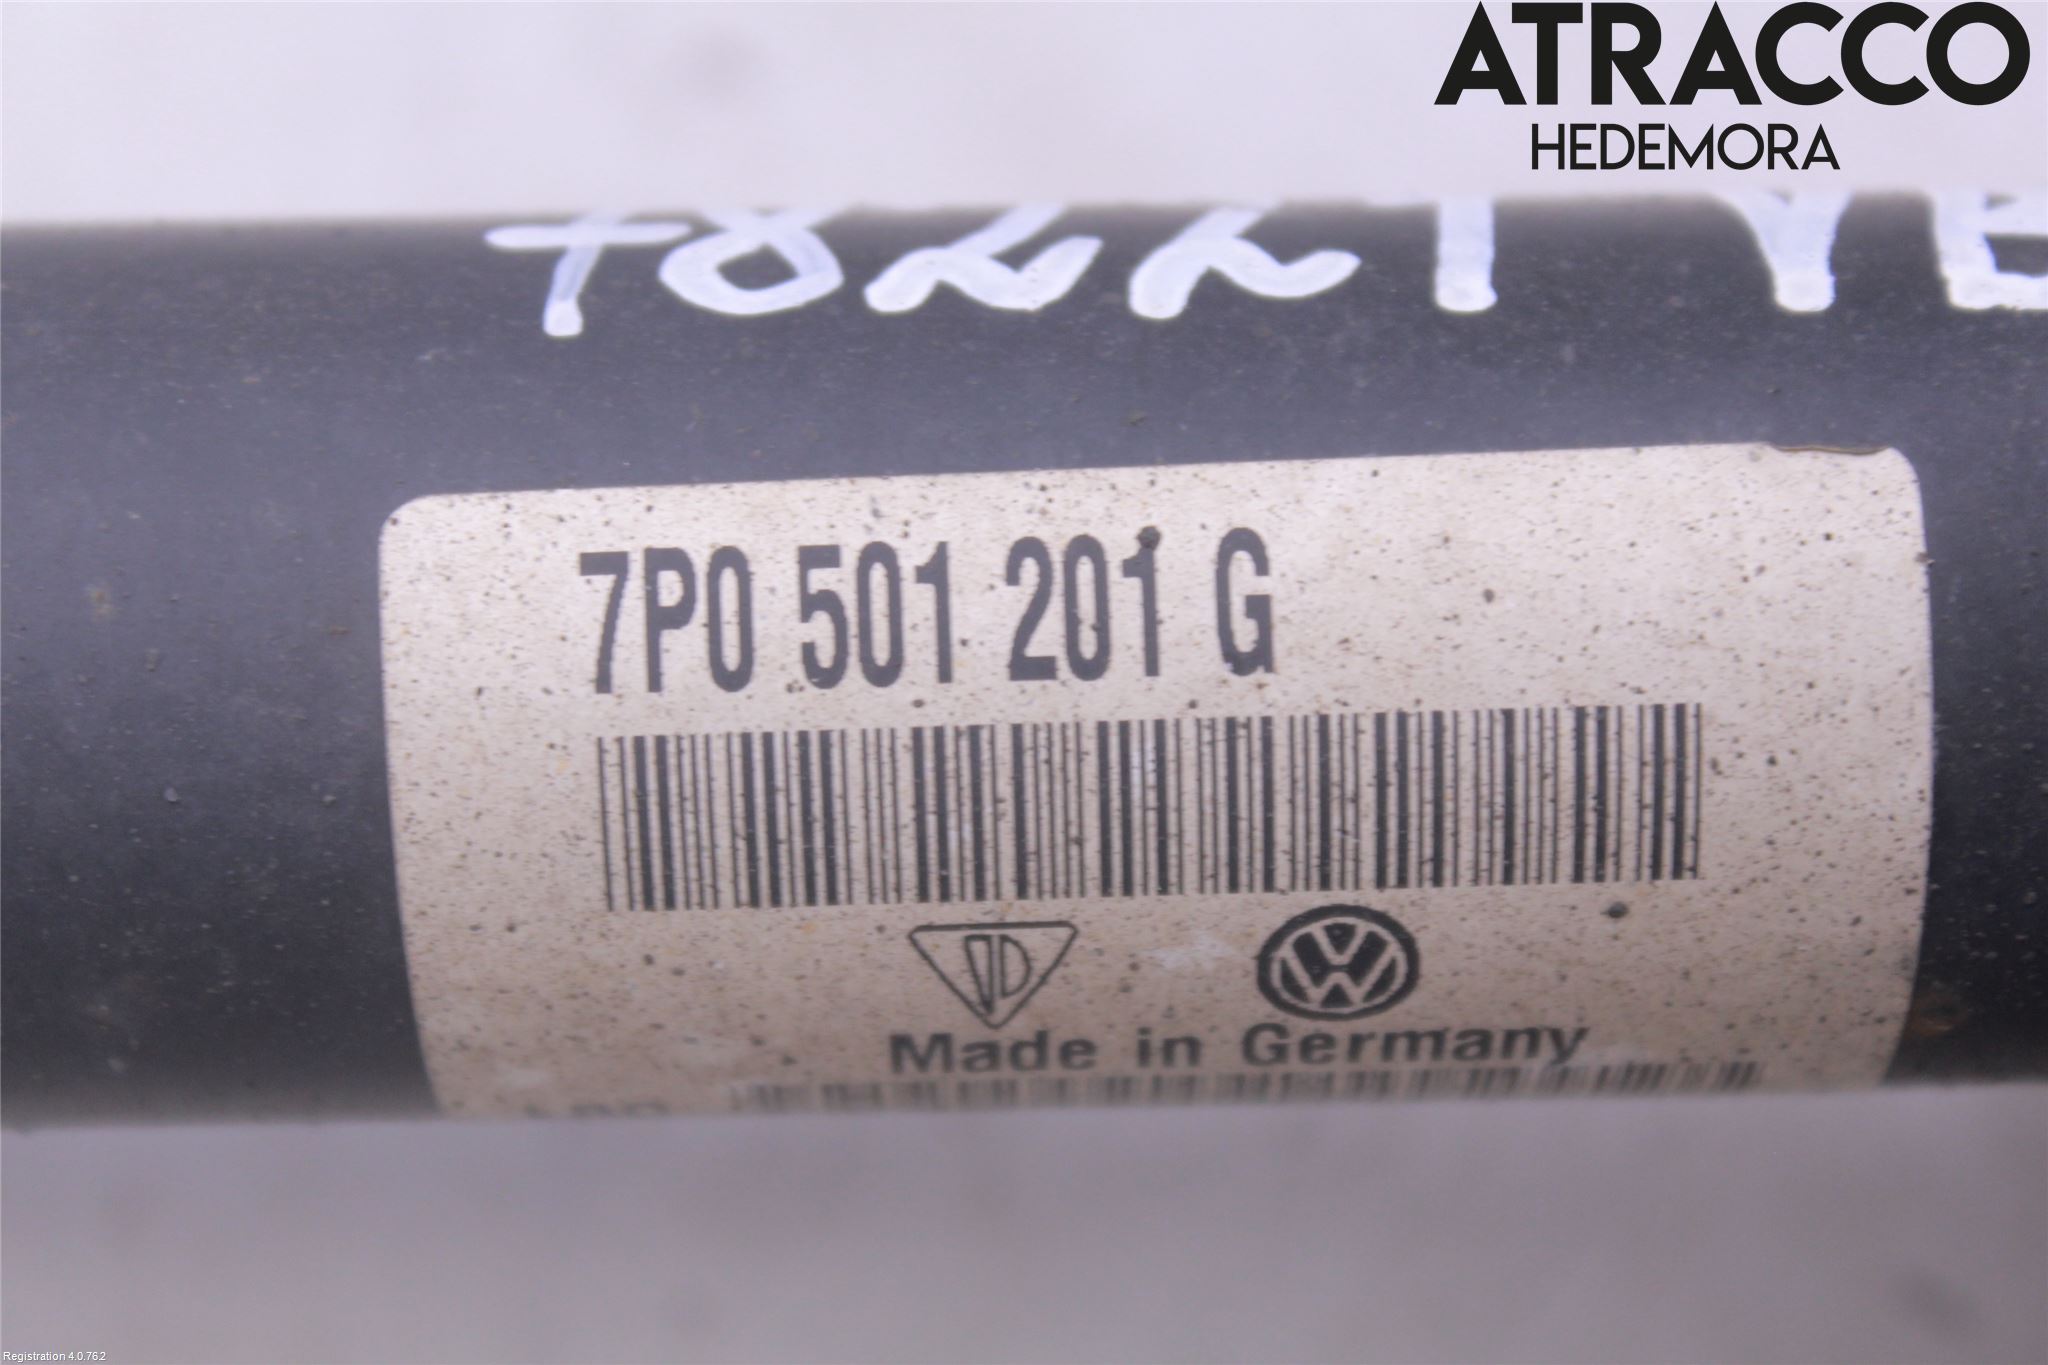 ATRACCO
HEDEMORA
7P0 501 201 G
Made in Germany
Registration 4.0.762